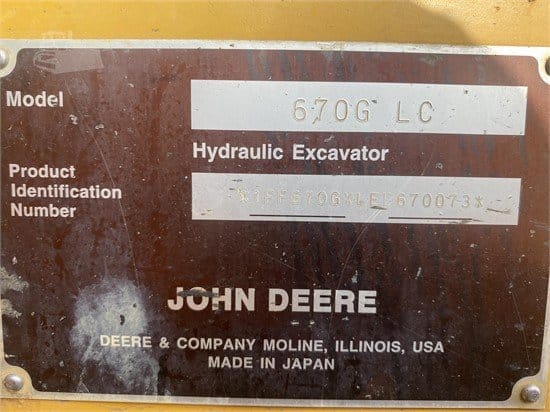 Model
670G LC
Hydraulic Excavator
Product
Identification
Number
JOHN DEERE
DEERE & COMPANY MOLINE, ILLINOIS, USA
MADE IN JAPAN